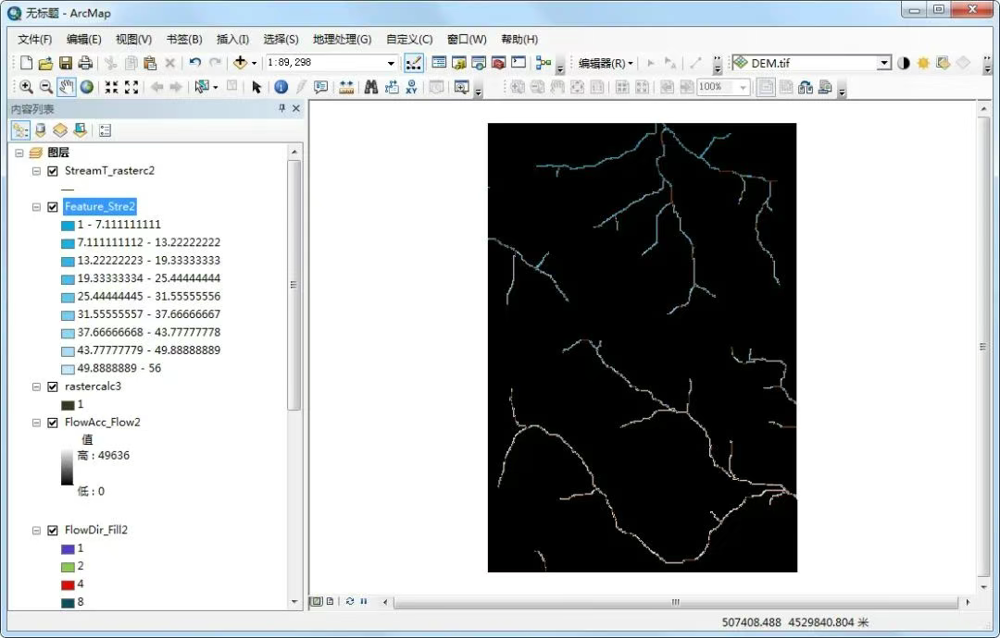 无标题 - ArcMap
文件(F) 编辑(E) 视图(V) 书签(B) 插入(I) 选择(S) 地理处理(G) 自定义(C) 窗口(W) 帮助(H)
1:89,298 编辑器(R) DEM.tif
XY 100%
内容列表
图层
StreamT_rasterc2
Feature_Stre2
1 - 7.111111111
7.111111112 - 13.22222222
13.22222223 - 19.33333333
19.33333334 - 25.44444444
25.44444445 - 31.55555556
31.55555557 - 37.66666667
37.66666668 - 43.77777778
43.77777779 - 49.88888889
49.8888889 - 56
rastercalc3
1
FlowAcc_Flow2
值
高 : 49636
低 : 0
FlowDir_Fill2
1
2
4
8
507408.488 4529840.804 米